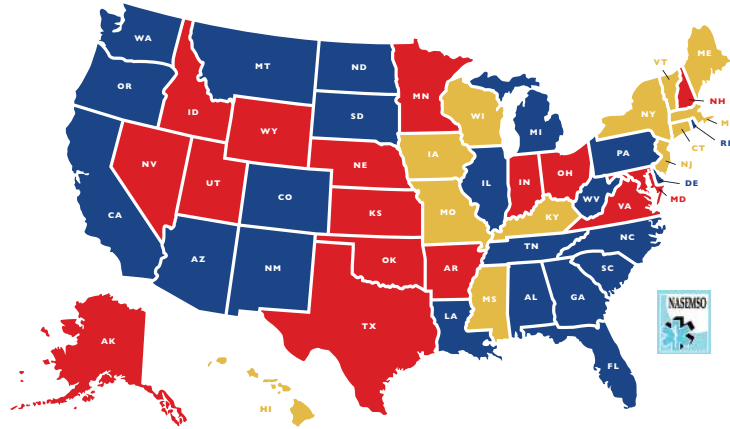 WA
MT
ND
MN
VT
ME
OR
ID
SD
WI
MI
NY
NH
M
RI
CT
WY
NV
UT
CO
NE
IA
IL
IN
OH
PA
NJ
DE
MD
WV
VA
CA
KS
MO
KY
NC
TN
SC
AZ
NM
OK
AR
MS
AL
GA
LA
TX
FL
AK
HI
NASEMSO